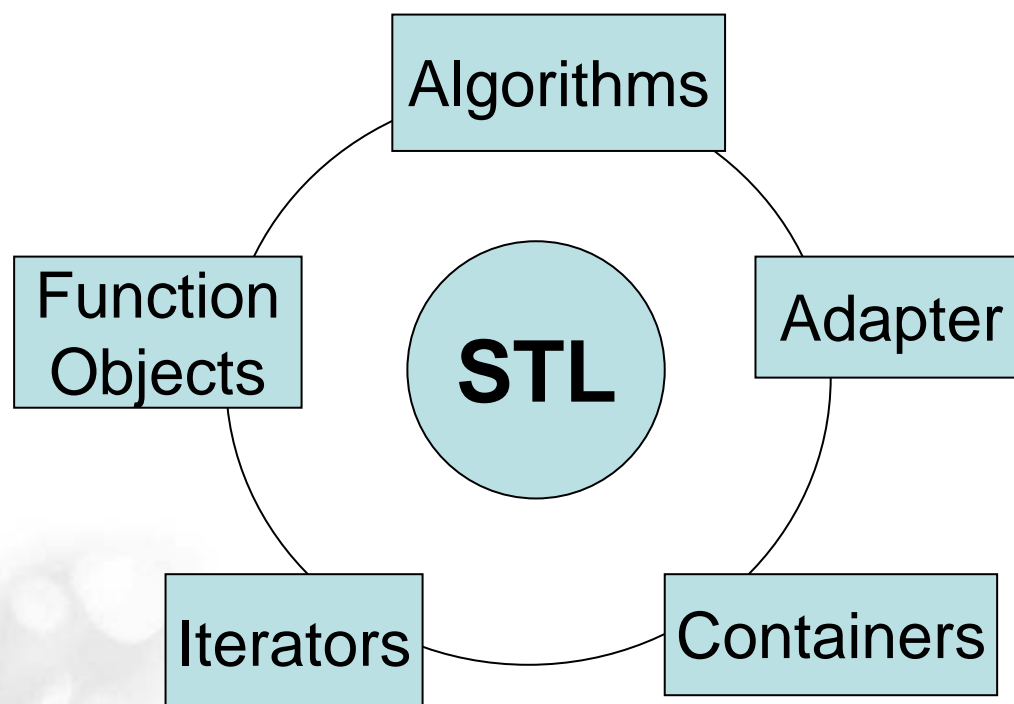 Algorithms
Function
Objects
STL
Adapter
Iterators
Containers